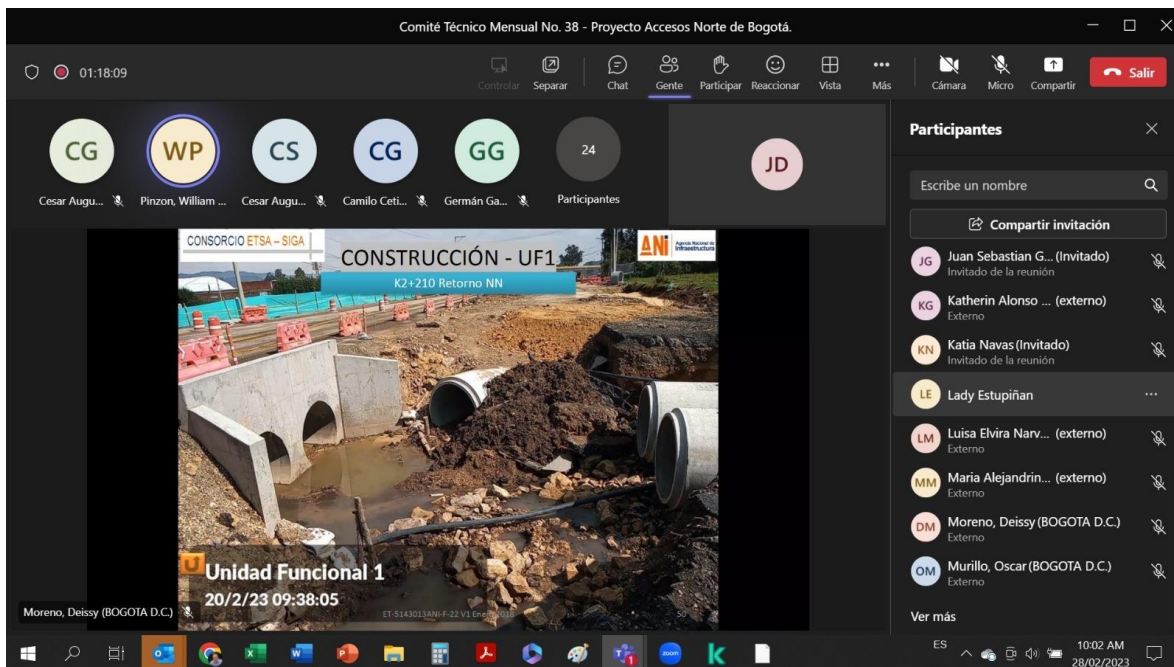 Comité Técnico Mensual No. 38 - Proyecto Accesos Norte de Bogotá.
01:18:09
Controlar
Separar
Chat
Gente
Participar
Reaccionar
Vista
Más
Cámara
Micro
Compartir
Salir
CG
WP
CS
CG
GG
24
JD
Cesar Augu...
Pinzon, William ...
Cesar Augu...
Camilo Ceti...
Germán Ga...
Participantes
CONSORCIO ETSA – SIGA
CONSTRUCCIÓN - UF1
K2+210 Retorno NN
ANi
Agencia Nacional de
Infraestructura
Unidad Funcional 1
20/2/23 09:38:05
50
Moreno, Deissy (BOGOTA D.C.)
Participantes
Escribe un nombre
Compartir invitación
JG
Juan Sebastian G... (Invitado)
Invitado de la reunión
KG
Katherin Alonso ... (externo)
Externo
KN
Katia Navas (Invitado)
Invitado de la reunión
LE
Lady Estupiñan
LM
Luisa Elvira Narv... (externo)
Externo
MM
Maria Alejandrin... (externo)
Externo
DM
Moreno, Deissy (BOGOTA D.C.)
Externo
OM
Murillo, Oscar (BOGOTA D.C.)
Externo
Ver más
zoom
ES
10:02 AM
28/02/2023